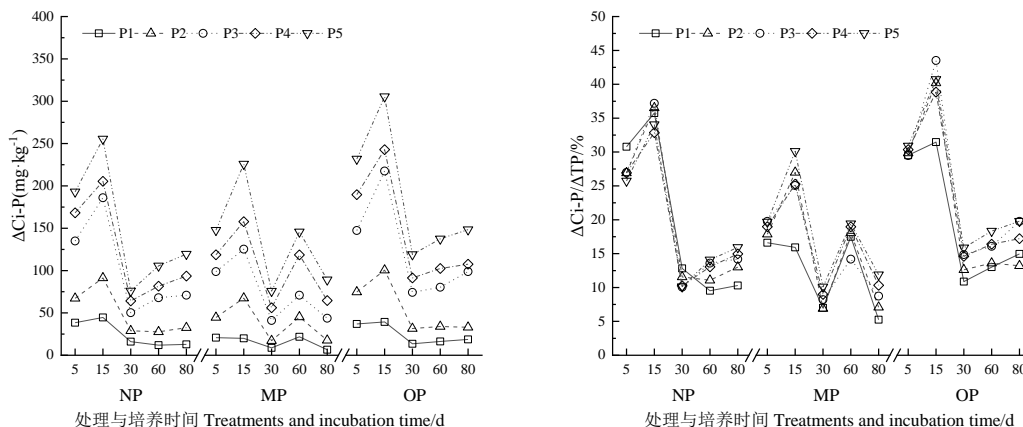 400
350
300
250
200
150
100
50
0
ΔCi-P(mg·kg⁻¹)
P1 P2 P3 P4 P5
5 15 30 60 80 5 15 30 60 80 5 15 30 60 80
NP MP OP
处理与培养时间 Treatments and incubation time/d
50
45
40
35
30
25
20
15
10
5
0
ΔCi-P/ΔTP/%
P1 P2 P3 P4 P5
5 15 30 60 80 5 15 30 60 80 5 15 30 60 80
NP MP OP
处理与培养时间 Treatments and incubation time/d